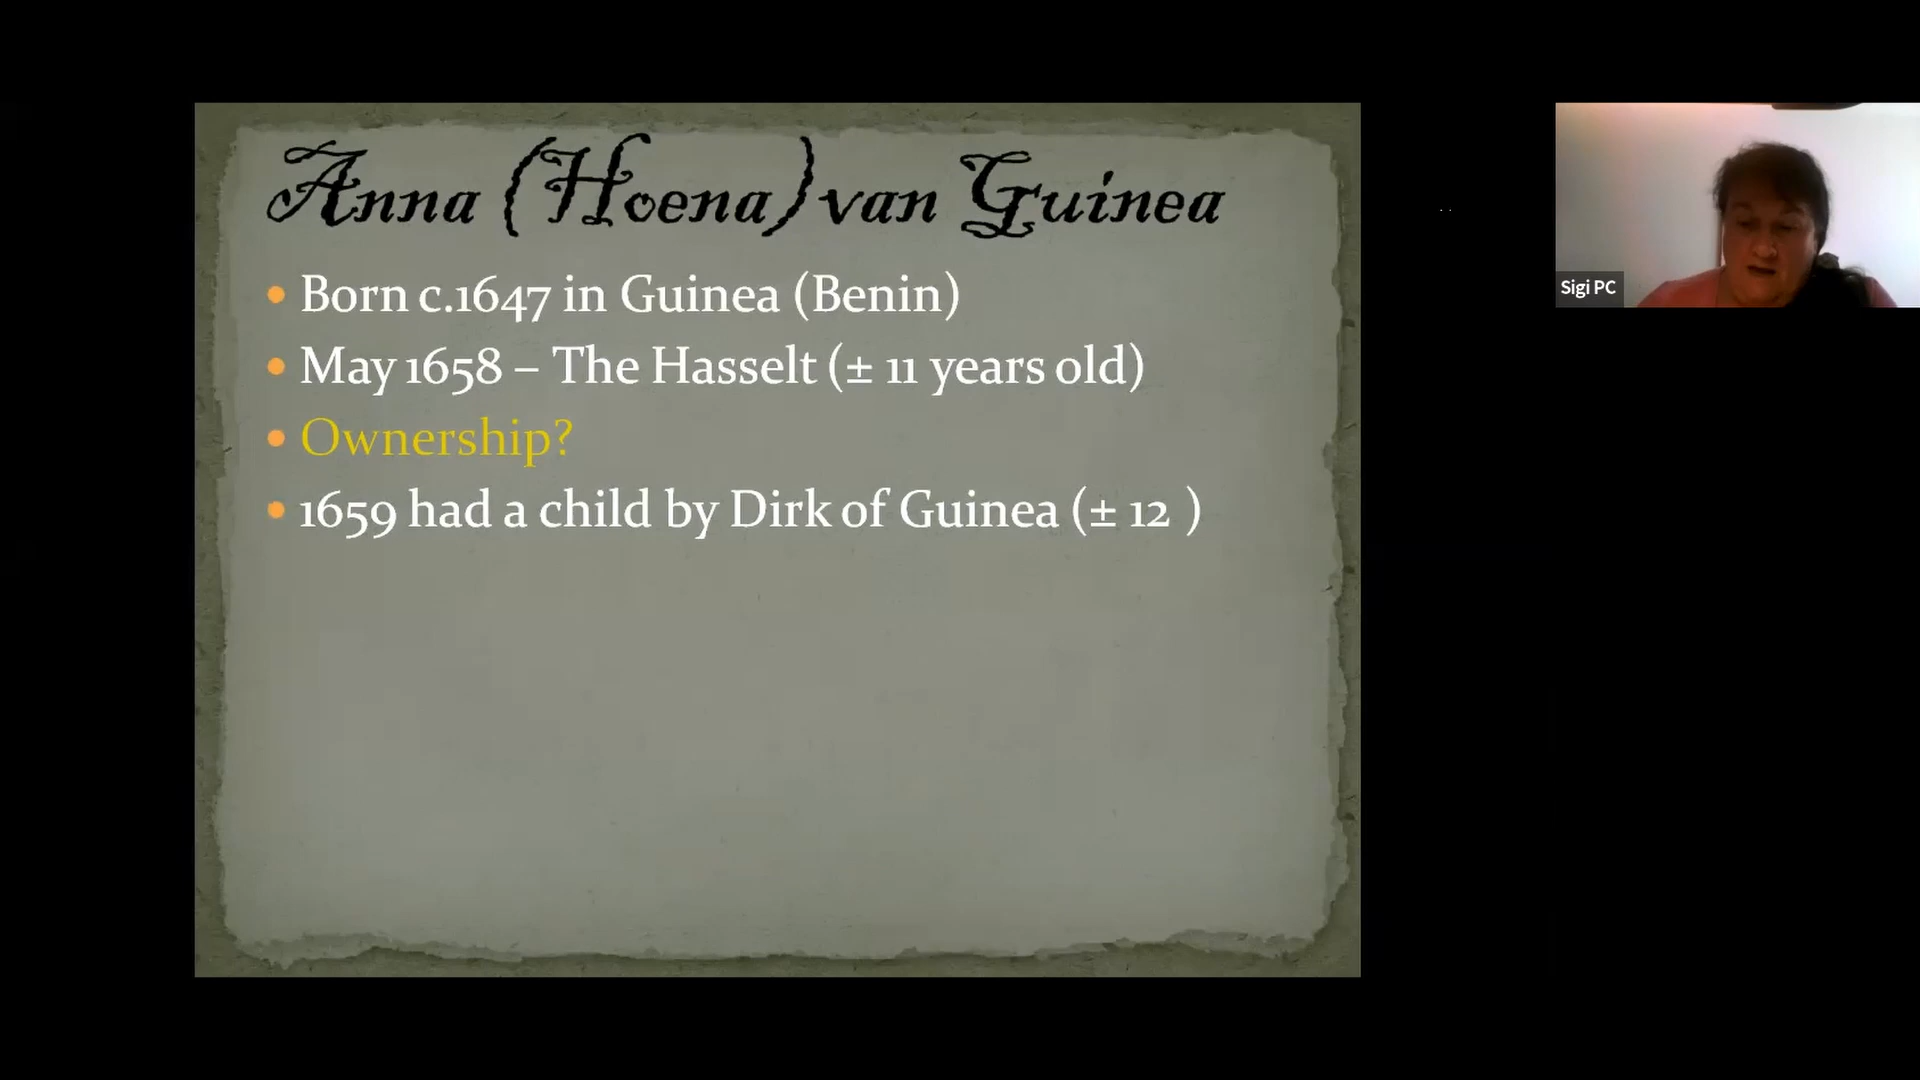 Anna (Hoena) van Guinea
• Born c.1647 in Guinea (Benin)
• May 1658 – The Hasselt (± 11 years old)
• Ownership?
• 1659 had a child by Dirk of Guinea (± 12 )
Sigi PC